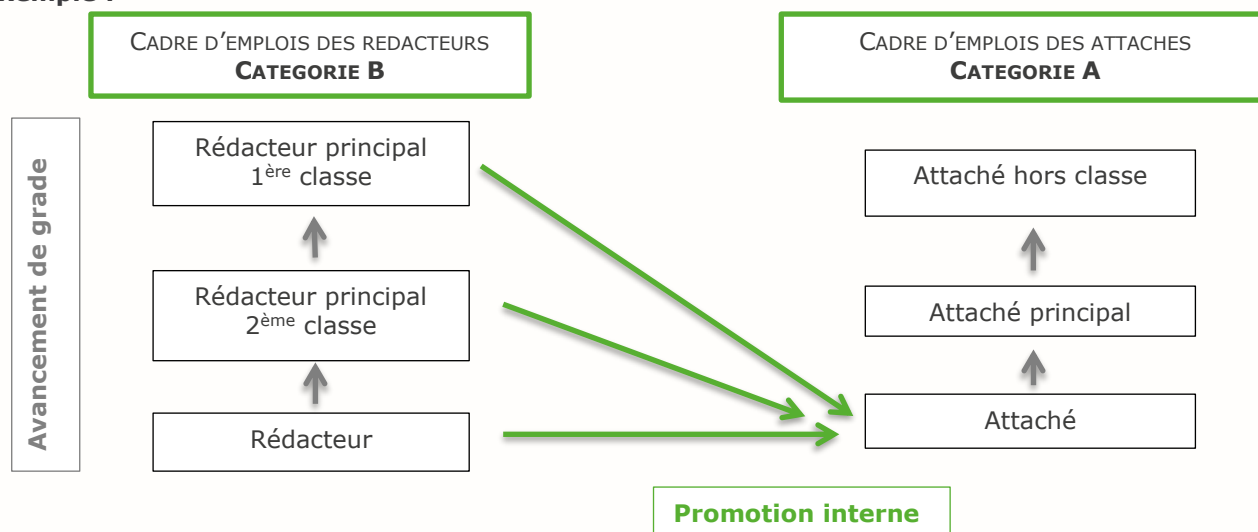 CADRE D'EMPLOIS DES REDACTEURS
CATEGORIE B
CADRE D'EMPLOIS DES ATTACHES
CATEGORIE A
Avancement de grade
Rédacteur principal
1ère classe
Attaché hors classe
Rédacteur principal
2ème classe
Attaché principal
Rédacteur
Attaché
Promotion interne